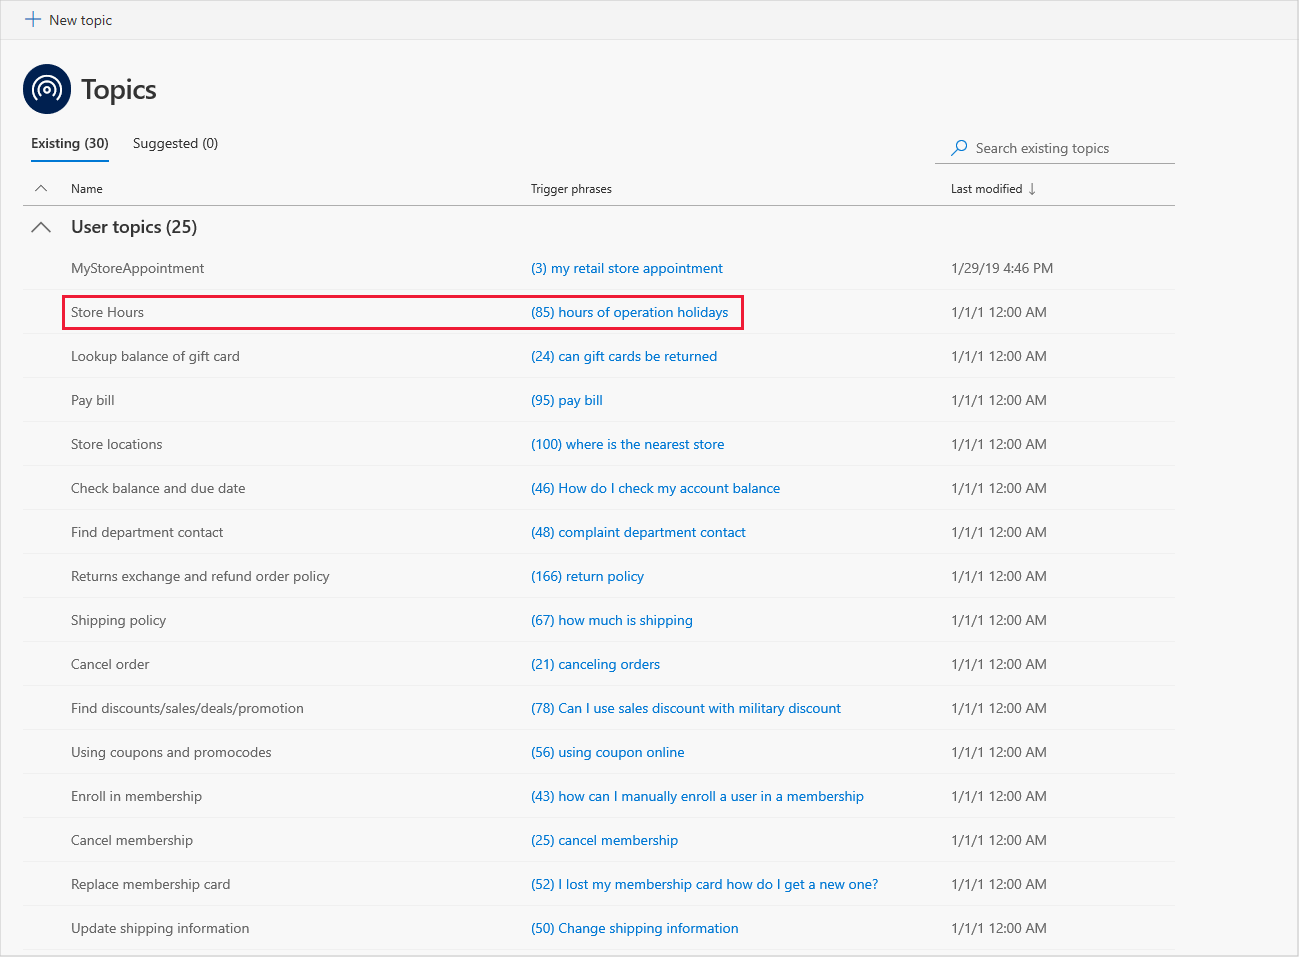 New topic
Topics
Existing (30) Suggested (0)
Search existing topics
Name Trigger phrases Last modified ↓
User topics (25)
MyStoreAppointment (3) my retail store appointment 1/29/19 4:46 PM
Store Hours (85) hours of operation holidays 1/1/1 12:00 AM
Lookup balance of gift card (24) can gift cards be returned 1/1/1 12:00 AM
Pay bill (95) pay bill 1/1/1 12:00 AM
Store locations (100) where is the nearest store 1/1/1 12:00 AM
Check balance and due date (46) How do I check my account balance 1/1/1 12:00 AM
Find department contact (48) complaint department contact 1/1/1 12:00 AM
Returns exchange and refund order policy (166) return policy 1/1/1 12:00 AM
Shipping policy (67) how much is shipping 1/1/1 12:00 AM
Cancel order (21) canceling orders 1/1/1 12:00 AM
Find discounts/sales/deals/promotion (78) Can I use sales discount with military discount 1/1/1 12:00 AM
Using coupons and promocodes (56) using coupon online 1/1/1 12:00 AM
Enroll in membership (43) how can I manually enroll a user in a membership 1/1/1 12:00 AM
Cancel membership (25) cancel membership 1/1/1 12:00 AM
Replace membership card (52) I lost my membership card how do I get a new one? 1/1/1 12:00 AM
Update shipping information (50) Change shipping information 1/1/1 12:00 AM